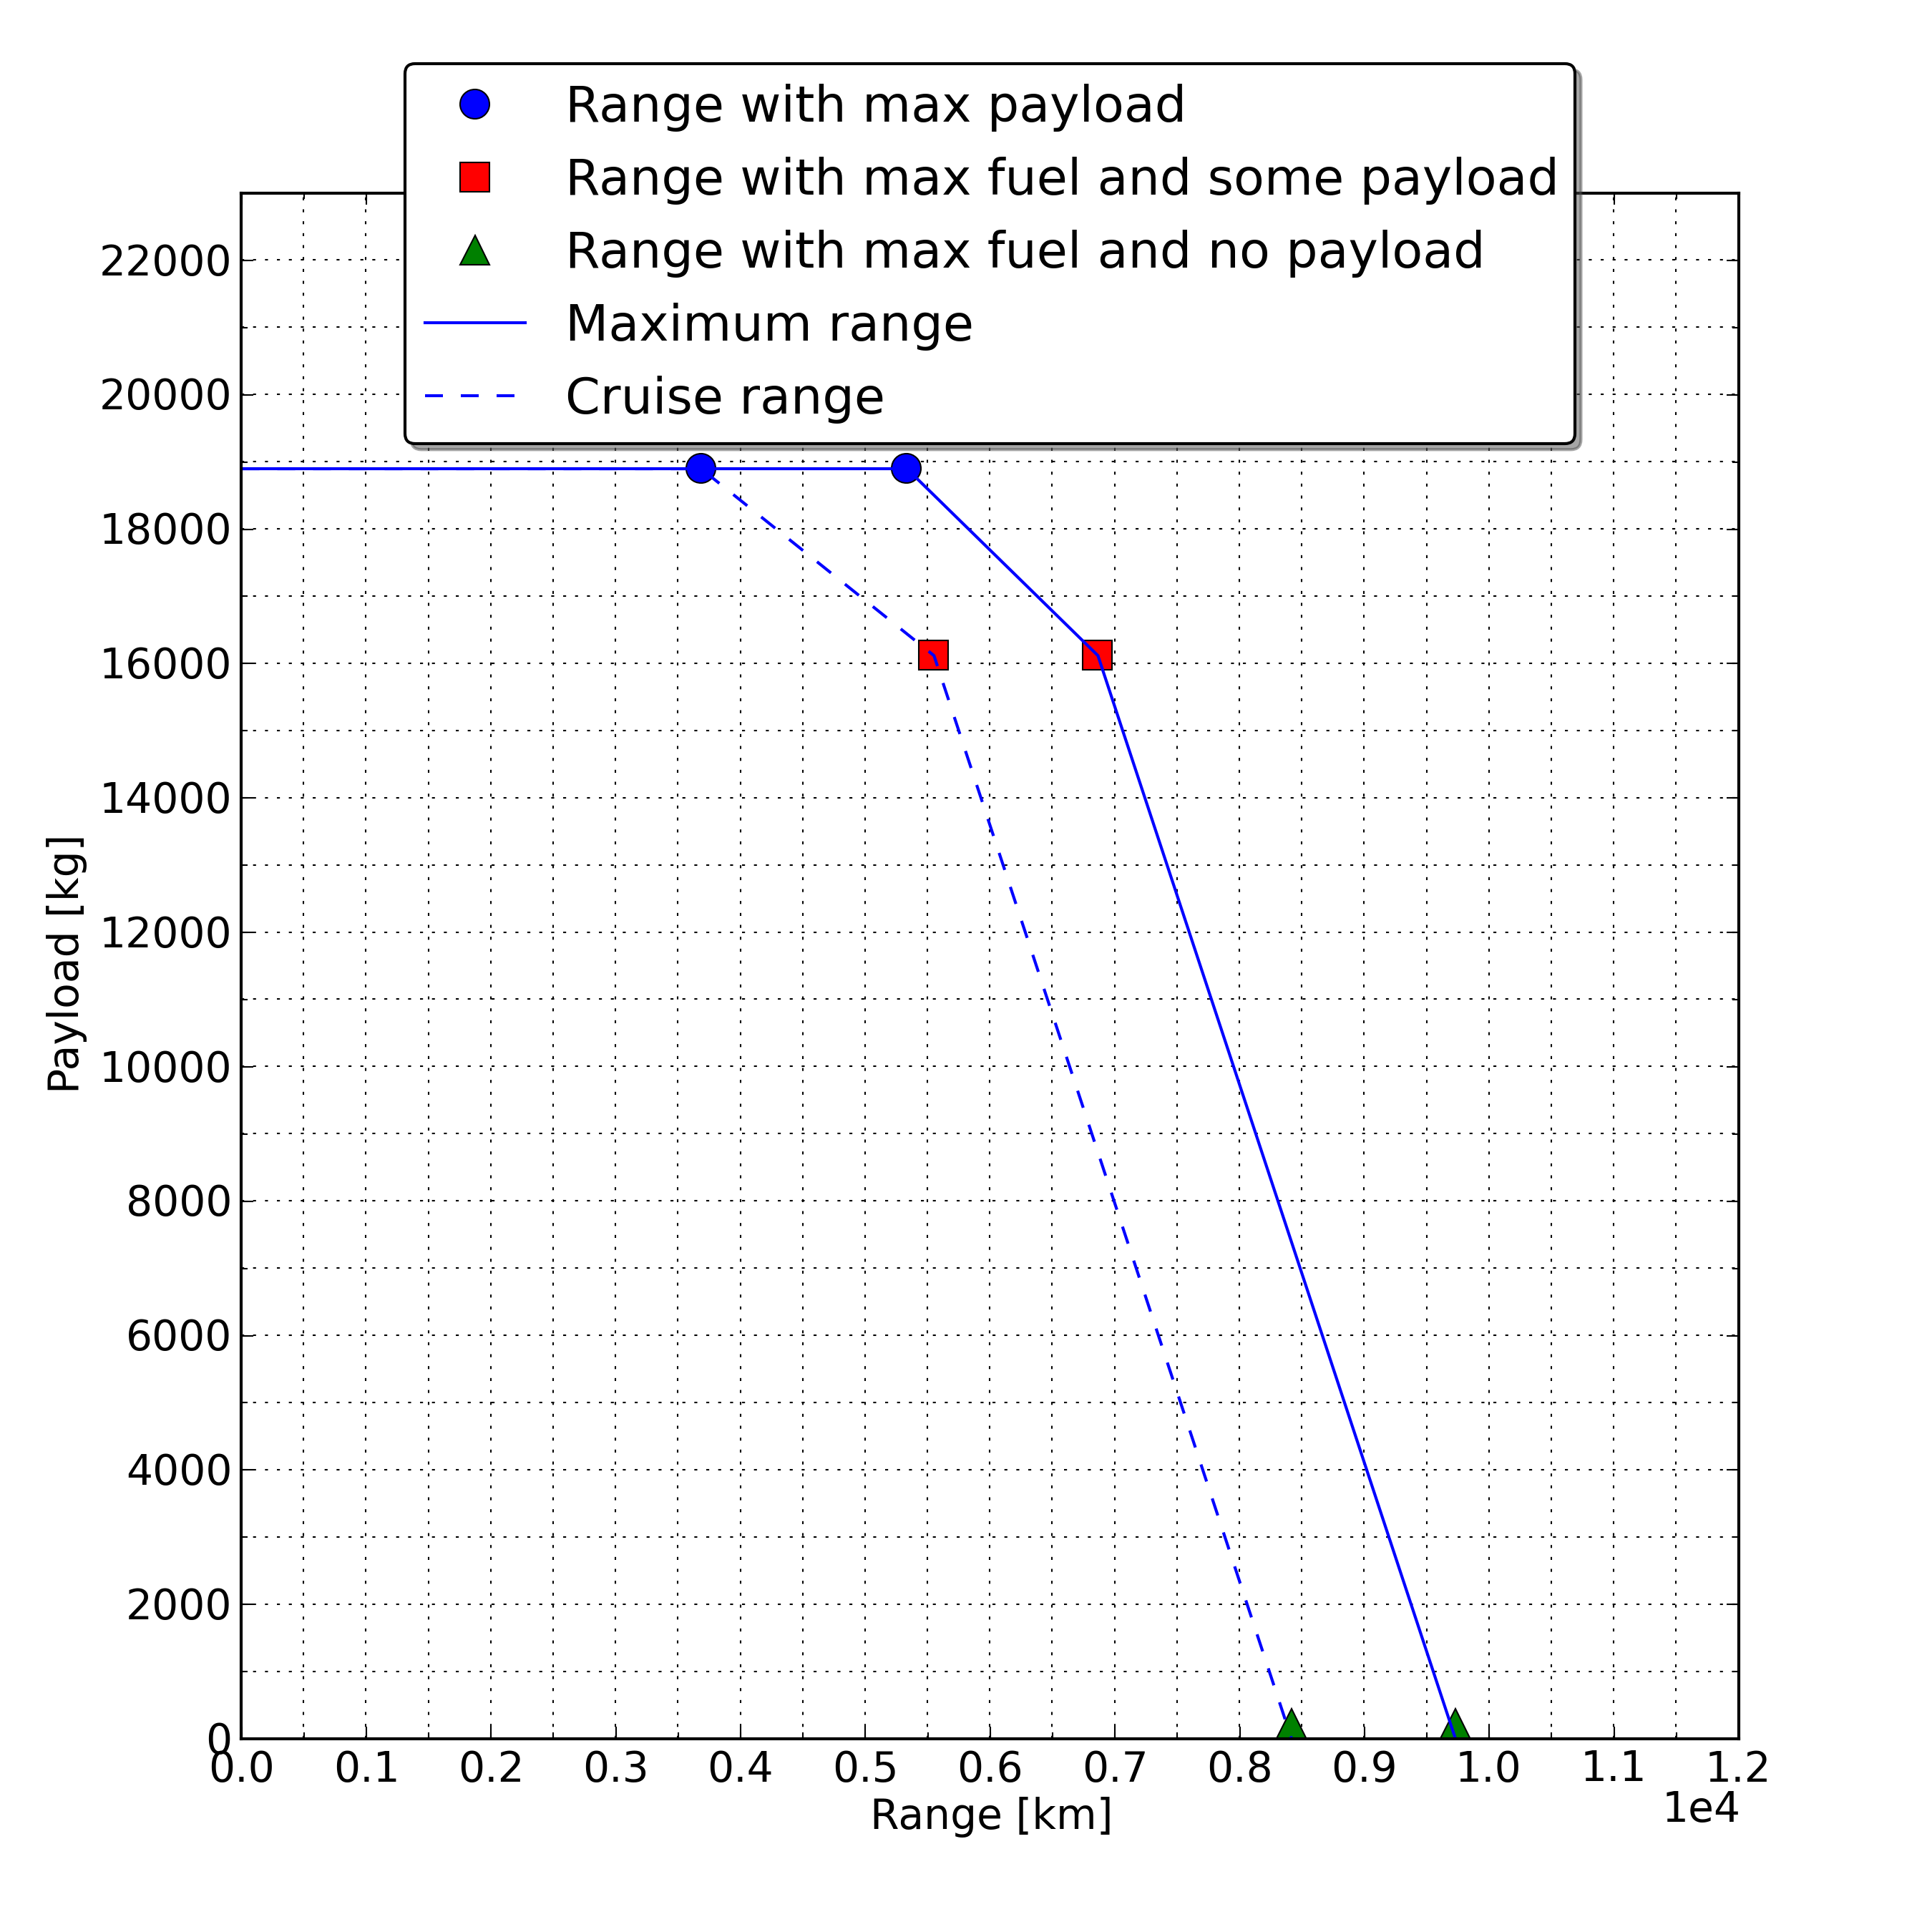 Range with max payload
Range with max fuel and some payload
Range with max fuel and no payload
Maximum range
Cruise range
22000
20000
18000
16000
14000
12000
10000
8000
6000
4000
2000
0
Payload [kg]
0.0 0.1 0.2 0.3 0.4 0.5 0.6 0.7 0.8 0.9 1.0 1.1 1.2
1e4
Range [km]